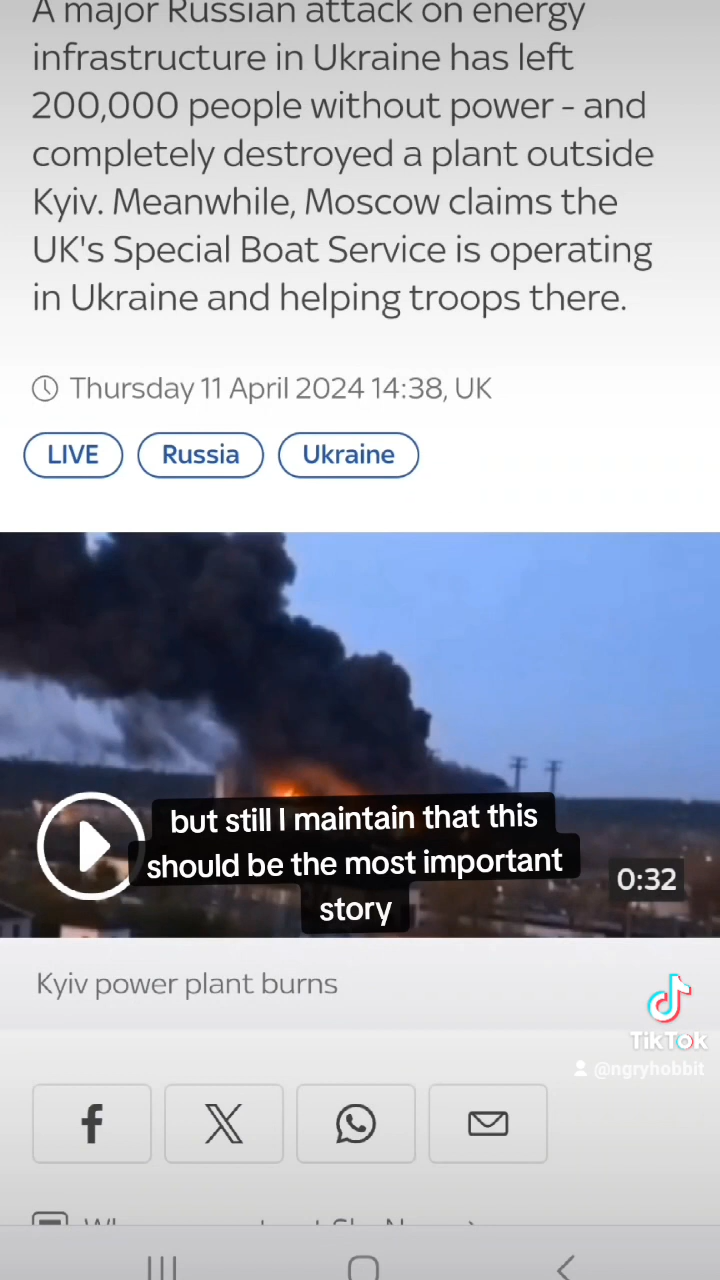 A major Russian attack on energy
infrastructure in Ukraine has left
200,000 people without power - and
completely destroyed a plant outside
Kyiv. Meanwhile, Moscow claims the
UK's Special Boat Service is operating
in Ukraine and helping troops there.
Thursday 11 April 2024 14:38, UK
LIVE Russia Ukraine
but still I maintain that this
should be the most important
story
0:32
Kyiv power plant burns
TikTok
@ngryhobbit